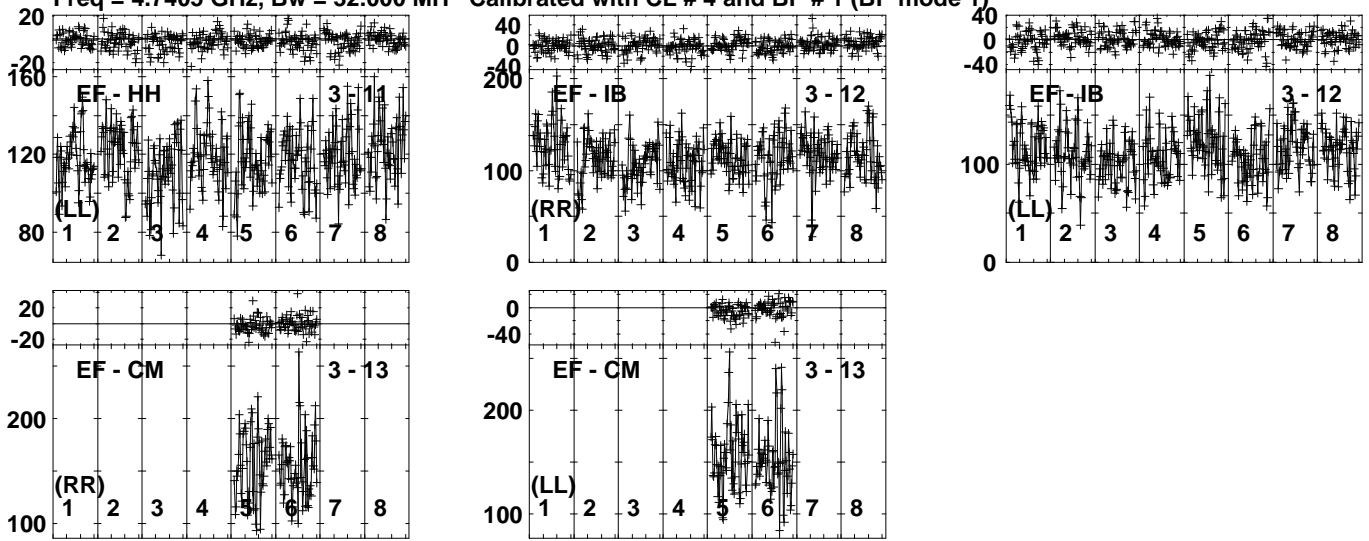 Freq = 4.7403 GHz, Bw = 32.000 MH Calibrated with CL # 4 and BP # 1 (BP mode 1)
20
-20
160
120
80
EF - HH 3 - 11
(LL)
1 2 3 4 5 6 7 8
40
0
-40
200
100
0
EF - IB 3 - 12
(RR)
1 2 3 4 5 6 7 8
40
0
-40
100
0
EF - IB 3 - 12
(LL)
1 2 3 4 5 6 7 8
20
-20
200
100
EF - CM 3 - 13
(RR)
1 2 3 4 5 6 7 8
0
-40
200
100
EF - CM 3 - 13
(LL)
1 2 3 4 5 6 7 8